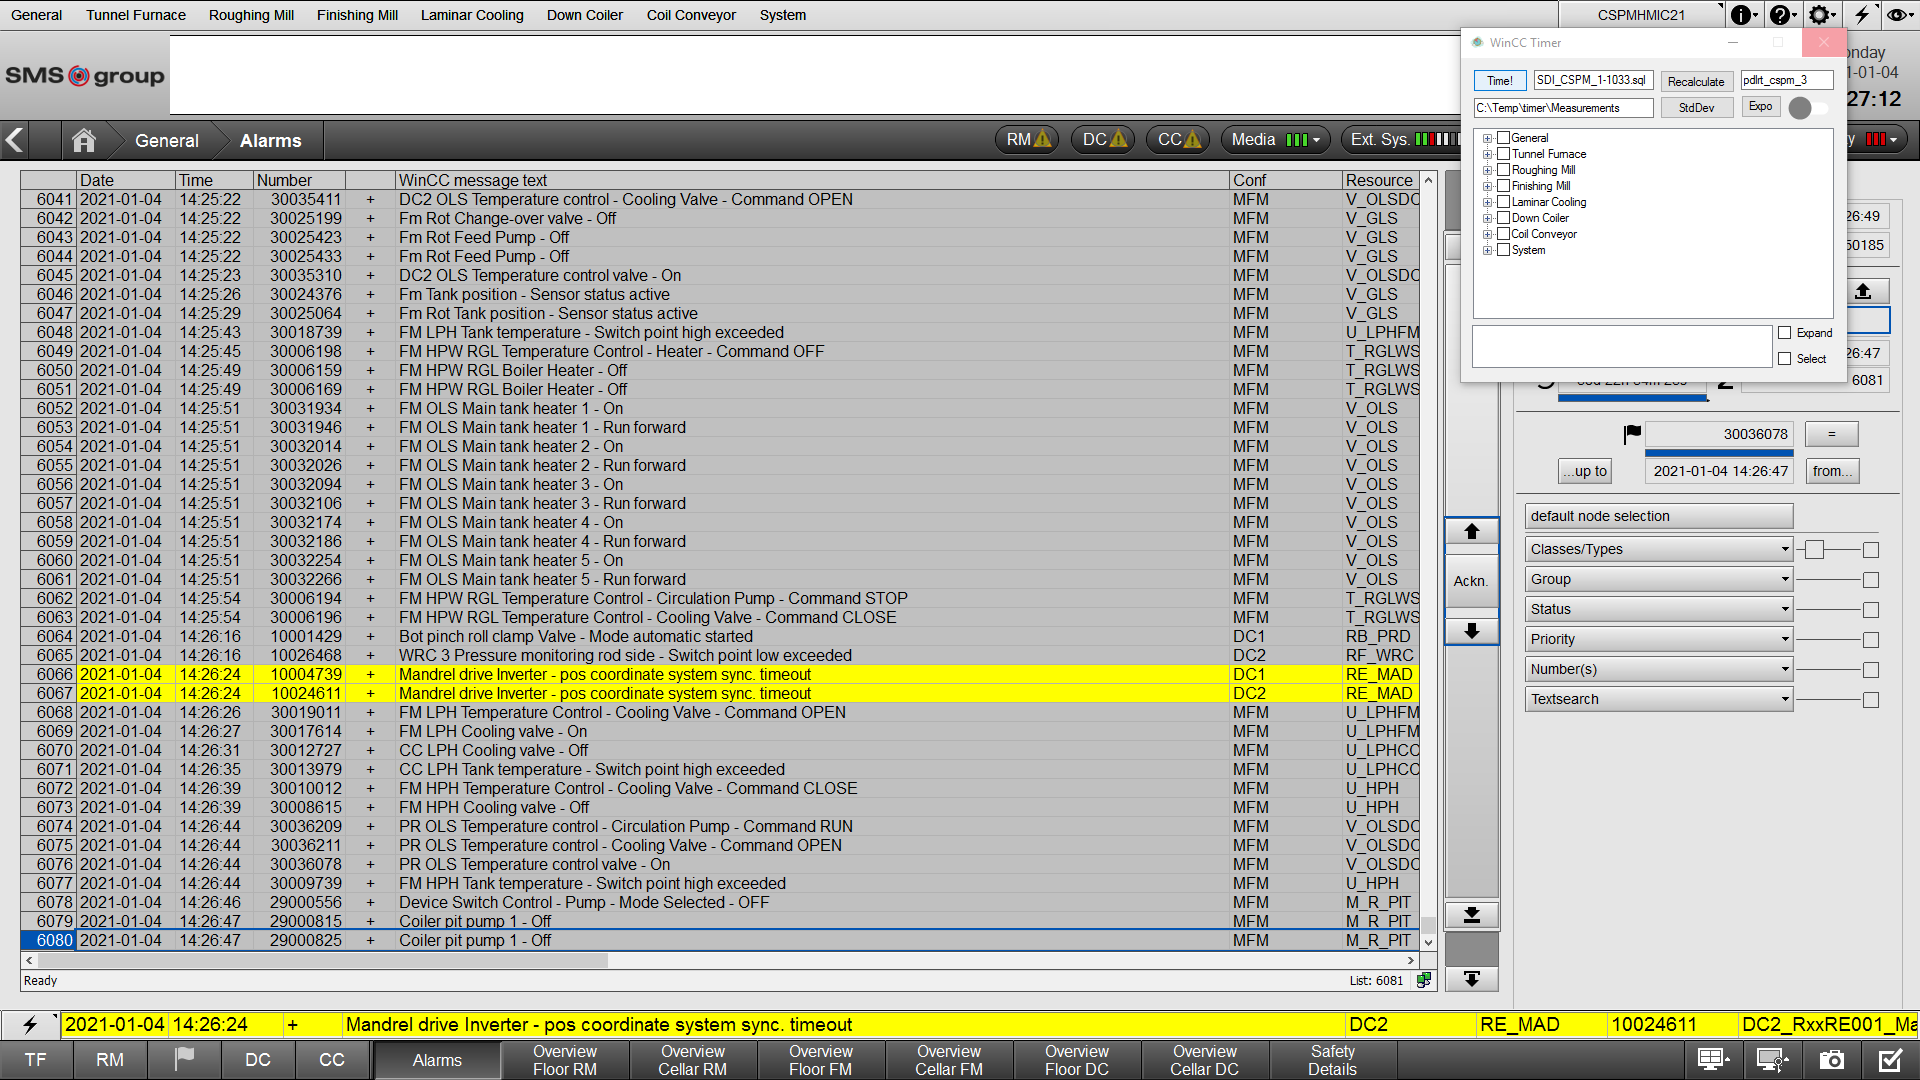 General Tunnel Furnace Roughing Mill Finishing Mill Laminar Cooling Down Coiler Coil Conveyor System CSPMHMIC21
SMS group
WinCC Timer
Time! SDI_CSPM_1-1033.sql Recalculate pdlrt_cspm_3
C:\Temp\timer\Measurements StdDev Expo
27:12
General
Tunnel Furnace
Roughing Mill
Finishing Mill
Laminar Cooling
Down Coiler
Coil Conveyor
System
Expand
Select
General Alarms RM DC CC Media Ext. Sys.
Date Time Number WinCC message text Conf Resource
6041 2021-01-04 14:25:22 30035411 + DC2 OLS Temperature control - Cooling Valve - Command OPEN MFM V_OLSDC
6042 2021-01-04 14:25:22 30025199 + Fm Rot Change-over valve - Off MFM V_GLS
6043 2021-01-04 14:25:22 30025423 + Fm Rot Feed Pump - Off MFM V_GLS
6044 2021-01-04 14:25:22 30025433 + Fm Rot Feed Pump - Off MFM V_GLS
6045 2021-01-04 14:25:23 30035310 + DC2 OLS Temperature control valve - On MFM V_OLSDC
6046 2021-01-04 14:25:26 30024376 + Fm Tank position - Sensor status active MFM V_GLS
6047 2021-01-04 14:25:29 30025064 + Fm Rot Tank position - Sensor status active MFM V_GLS
6048 2021-01-04 14:25:43 30018739 + FM LPH Tank temperature - Switch point high exceeded MFM U_LPHFM
6049 2021-01-04 14:25:45 30006198 + FM HPW RGL Temperature Control - Heater - Command OFF MFM T_RGLWS
6050 2021-01-04 14:25:49 30006159 + FM HPW RGL Boiler Heater - Off MFM T_RGLWS
6051 2021-01-04 14:25:49 30006169 + FM HPW RGL Boiler Heater - Off MFM T_RGLWS
6052 2021-01-04 14:25:51 30031934 + FM OLS Main tank heater 1 - On MFM V_OLS
6053 2021-01-04 14:25:51 30031946 + FM OLS Main tank heater 1 - Run forward MFM V_OLS
6054 2021-01-04 14:25:51 30032014 + FM OLS Main tank heater 2 - On MFM V_OLS
6055 2021-01-04 14:25:51 30032026 + FM OLS Main tank heater 2 - Run forward MFM V_OLS
6056 2021-01-04 14:25:51 30032094 + FM OLS Main tank heater 3 - On MFM V_OLS
6057 2021-01-04 14:25:51 30032106 + FM OLS Main tank heater 3 - Run forward MFM V_OLS
6058 2021-01-04 14:25:51 30032174 + FM OLS Main tank heater 4 - On MFM V_OLS
6059 2021-01-04 14:25:51 30032186 + FM OLS Main tank heater 4 - Run forward MFM V_OLS
6060 2021-01-04 14:25:51 30032254 + FM OLS Main tank heater 5 - On MFM V_OLS
6061 2021-01-04 14:25:51 30032266 + FM OLS Main tank heater 5 - Run forward MFM V_OLS
6062 2021-01-04 14:25:54 30006194 + FM HPW RGL Temperature Control - Circulation Pump - Command STOP MFM T_RGLWS
6063 2021-01-04 14:25:54 30006196 + FM HPW RGL Temperature Control - Cooling Valve - Command CLOSE MFM T_RGLWS
6064 2021-01-04 14:26:16 10001429 + Bot pinch roll clamp Valve - Mode automatic started DC1 RB_PRD
6065 2021-01-04 14:26:16 10026468 + WRC 3 Pressure monitoring rod side - Switch point low exceeded DC2 RF_WRC
6066 2021-01-04 14:26:24 10004739 + Mandrel drive Inverter - pos coordinate system sync. timeout DC1 RE_MAD
6067 2021-01-04 14:26:24 10024611 + Mandrel drive Inverter - pos coordinate system sync. timeout DC2 RE_MAD
6068 2021-01-04 14:26:26 30019011 + FM LPH Temperature Control - Cooling Valve - Command OPEN MFM U_LPHFM
6069 2021-01-04 14:26:27 30017614 + FM LPH Cooling valve - On MFM U_LPHFM
6070 2021-01-04 14:26:31 30012727 + CC LPH Cooling valve - Off MFM U_LPHCC
6071 2021-01-04 14:26:35 30013979 + CC LPH Tank temperature - Switch point high exceeded MFM U_LPHCC
6072 2021-01-04 14:26:39 30010012 + FM HPH Temperature Control - Cooling Valve - Command CLOSE MFM U_HPH
6073 2021-01-04 14:26:39 30008615 + FM HPH Cooling valve - Off MFM U_HPH
6074 2021-01-04 14:26:44 30036209 + PR OLS Temperature control - Circulation Pump - Command RUN MFM V_OLSDC
6075 2021-01-04 14:26:44 30036211 + PR OLS Temperature control - Cooling Valve - Command OPEN MFM V_OLSDC
6076 2021-01-04 14:26:44 30036078 + PR OLS Temperature control valve - On MFM V_OLSDC
6077 2021-01-04 14:26:44 30009739 + FM HPH Tank temperature - Switch point high exceeded MFM U_HPH
6078 2021-01-04 14:26:46 29000556 + Device Switch Control - Pump - Mode Selected - OFF MFM M_R_PIT
6079 2021-01-04 14:26:47 29000815 + Coiler pit pump 1 - Off MFM M_R_PIT
6080 2021-01-04 14:26:47 29000825 + Coiler pit pump 1 - Off MFM M_R_PIT
Ready List: 6081
Ackn.
26:49
50185
26:47
6081
30036078 =
...up to 2021-01-04 14:26:47 from...
default node selection
Classes/Types
Group
Status
Priority
Number(s)
Textsearch
2021-01-04 14:26:24 + Mandrel drive Inverter - pos coordinate system sync. timeout DC2 RE_MAD 10024611 DC2_RxxRE001_Ma
TF RM DC CC Alarms
Overview Floor RM
Overview Cellar RM
Overview Floor FM
Overview Cellar FM
Overview Floor DC
Overview Cellar DC
Safety Details